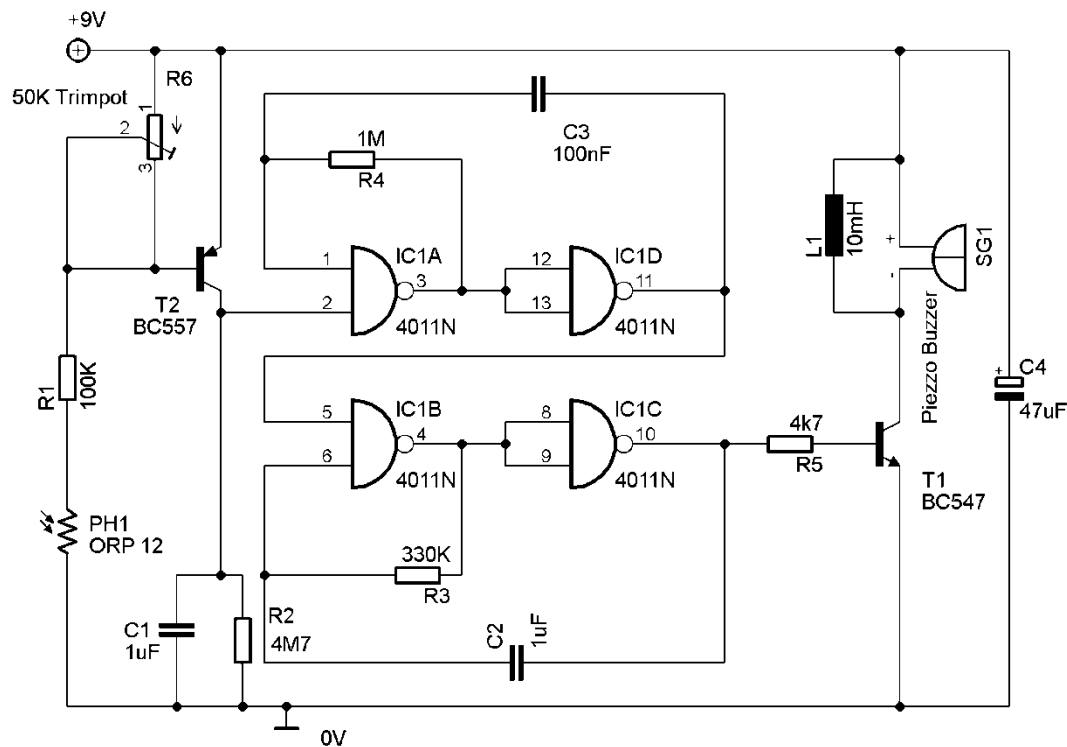 +9V
R6
50K Trimpot
1
2
3
C3
100nF
1M
R4
1
2
IC1A
3
4011N
12
13
IC1D
11
4011N
T2
BC557
L1
10mH
+
-
SG1
Piezzo Buzzer
R1
100K
5
6
IC1B
4
4011N
8
9
IC1C
10
4011N
4k7
R5
T1
BC547
+
C4
47uF
PH1
ORP 12
330K
R3
C1
1uF
R2
4M7
C2
1uF
0V